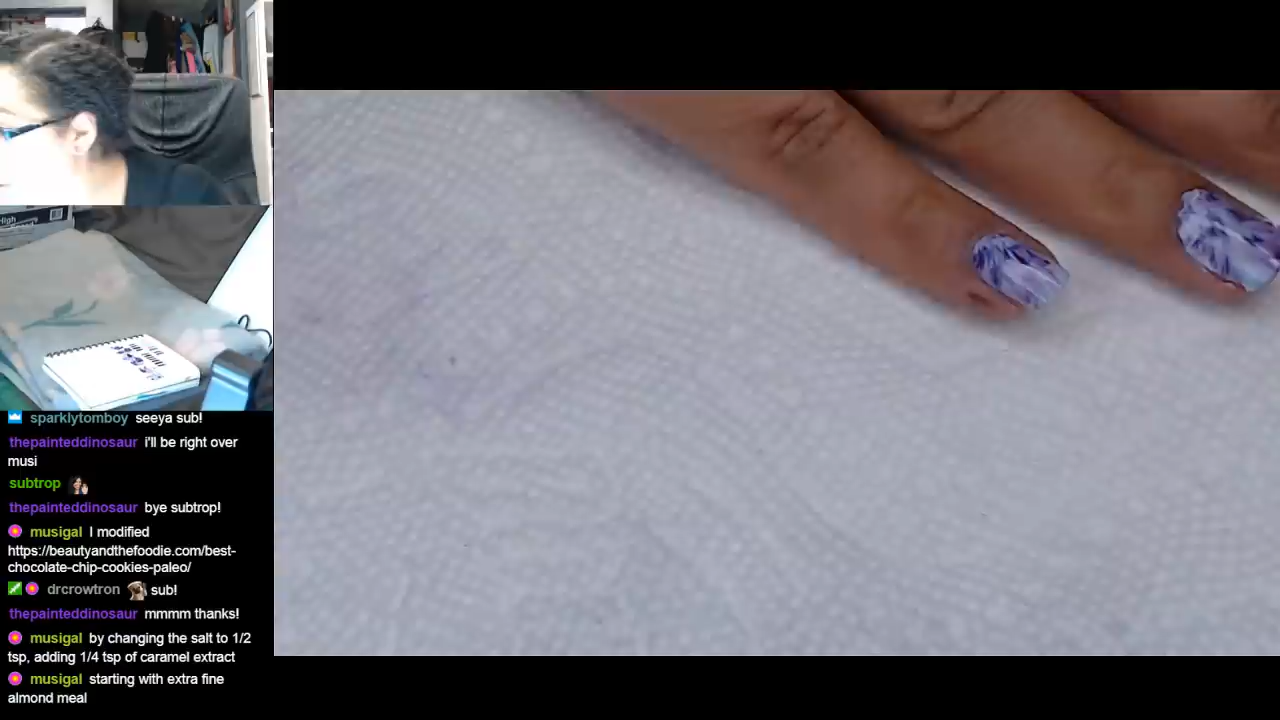 High
sparklytomboy seeya sub!
thepainteddinosaur i'll be right over
musi
subtrop
thepainteddinosaur bye subtrop!
musigal I modified
https://beautyandthefoodie.com/best-
chocolate-chip-cookies-paleo/
drcrowtron sub!
thepainteddinosaur mmmm thanks!
musigal by changing the salt to 1/2
tsp, adding 1/4 tsp of caramel extract
musigal starting with extra fine
almond meal